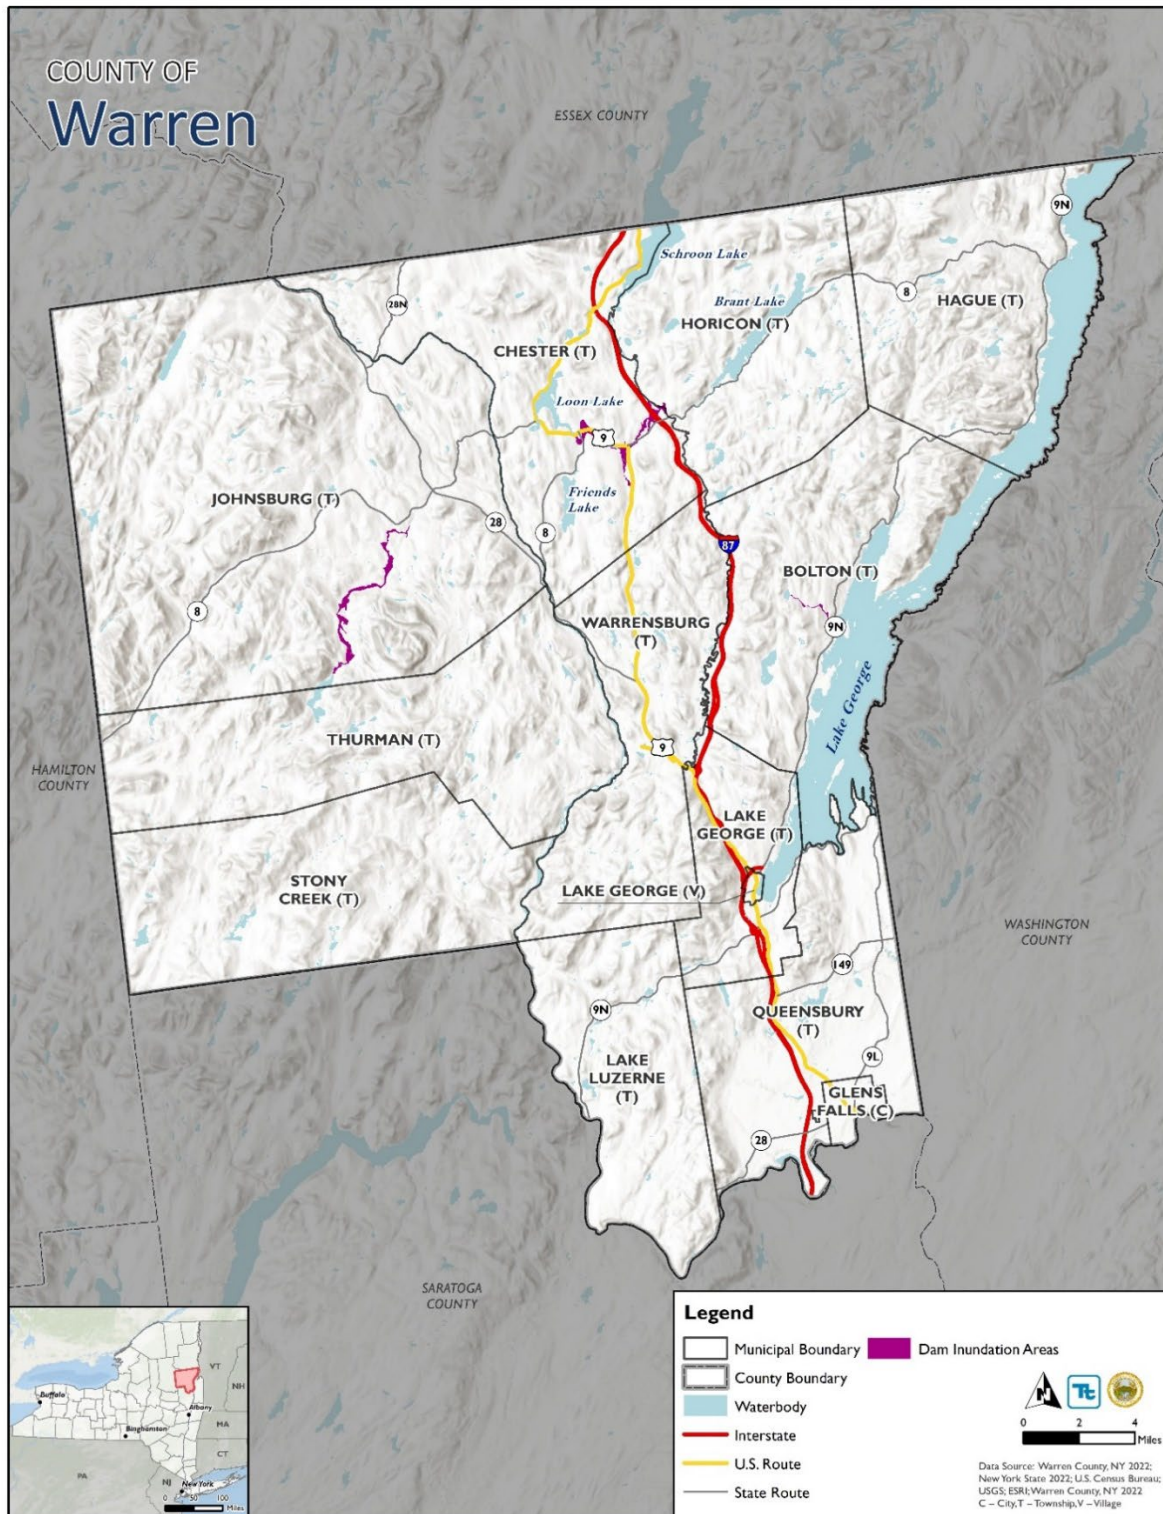 COUNTY OF
Warren
ESSEX COUNTY
9N
Schroon Lake
28N
Brant Lake
8
HAGUE (T)
HORICON (T)
CHESTER (T)
Loon Lake
9
JOHNSBURG (T)
Friends
Lake
28
8
87
BOLTON (T)
8
WARRENSBURG
(T)
9N
Lake George
THURMAN (T)
9
HAMILTON
COUNTY
LAKE
GEORGE (T)
STONY
CREEK (T)
LAKE GEORGE (V)
WASHINGTON
COUNTY
149
9N
QUEENSBURY
(T)
LAKE
LUZERNE
(T)
9L
GLENS
FALLS (C)
28
SARATOGA
COUNTY
Legend
Municipal Boundary
Dam Inundation Areas
County Boundary
Waterbody
Interstate
U.S. Route
State Route
N
Tt
0 2 4
Miles
Data Source: Warren County, NY 2022;
New York State 2022; U.S. Census Bureau;
USGS; ESRI; Warren County, NY 2022
C – City, T – Township, V – Village
VT
NH
Buffalo
Albany
MA
Binghamton
CT
PA
NJ
New York
0 50 100
Miles